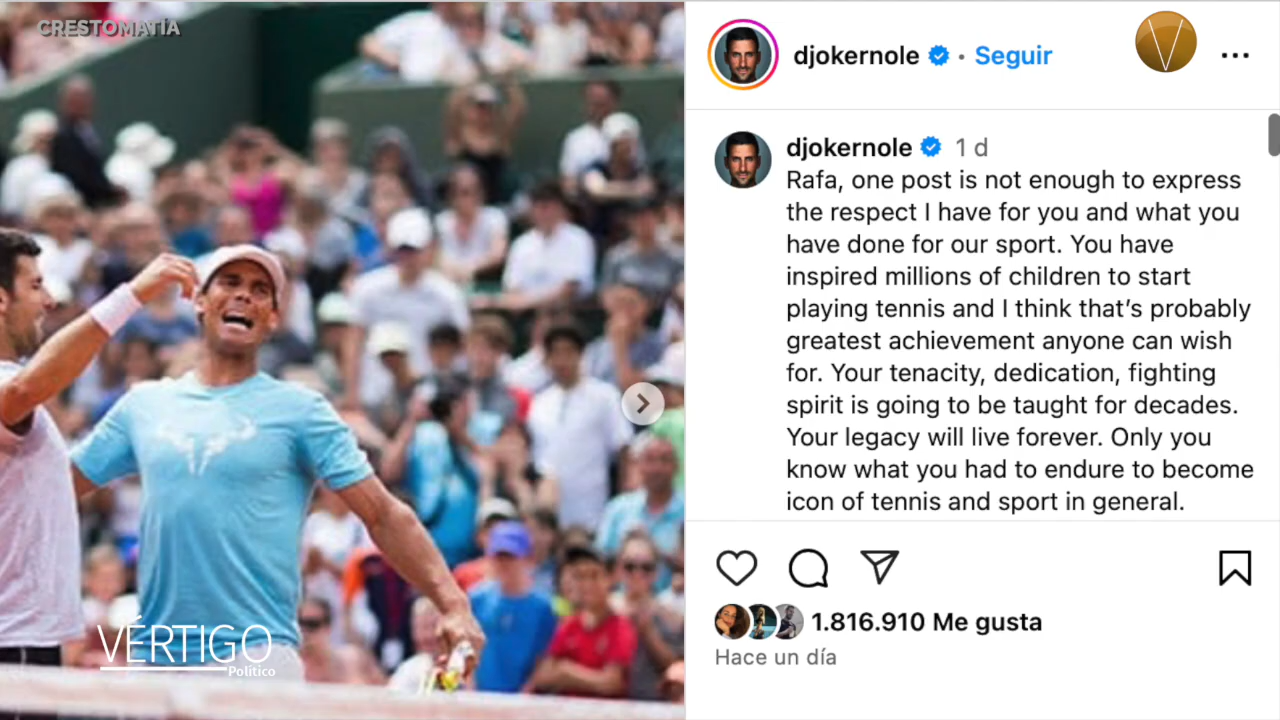 CRESTOMATÍA
VÉRTIGO
Político
djokernole • Seguir
V
djokernole 1 d
Rafa, one post is not enough to express
the respect I have for you and what you
have done for our sport. You have
inspired millions of children to start
playing tennis and I think that’s probably
greatest achievement anyone can wish
for. Your tenacity, dedication, fighting
spirit is going to be taught for decades.
Your legacy will live forever. Only you
know what you had to endure to become
icon of tennis and sport in general.
1.816.910 Me gusta
Hace un día